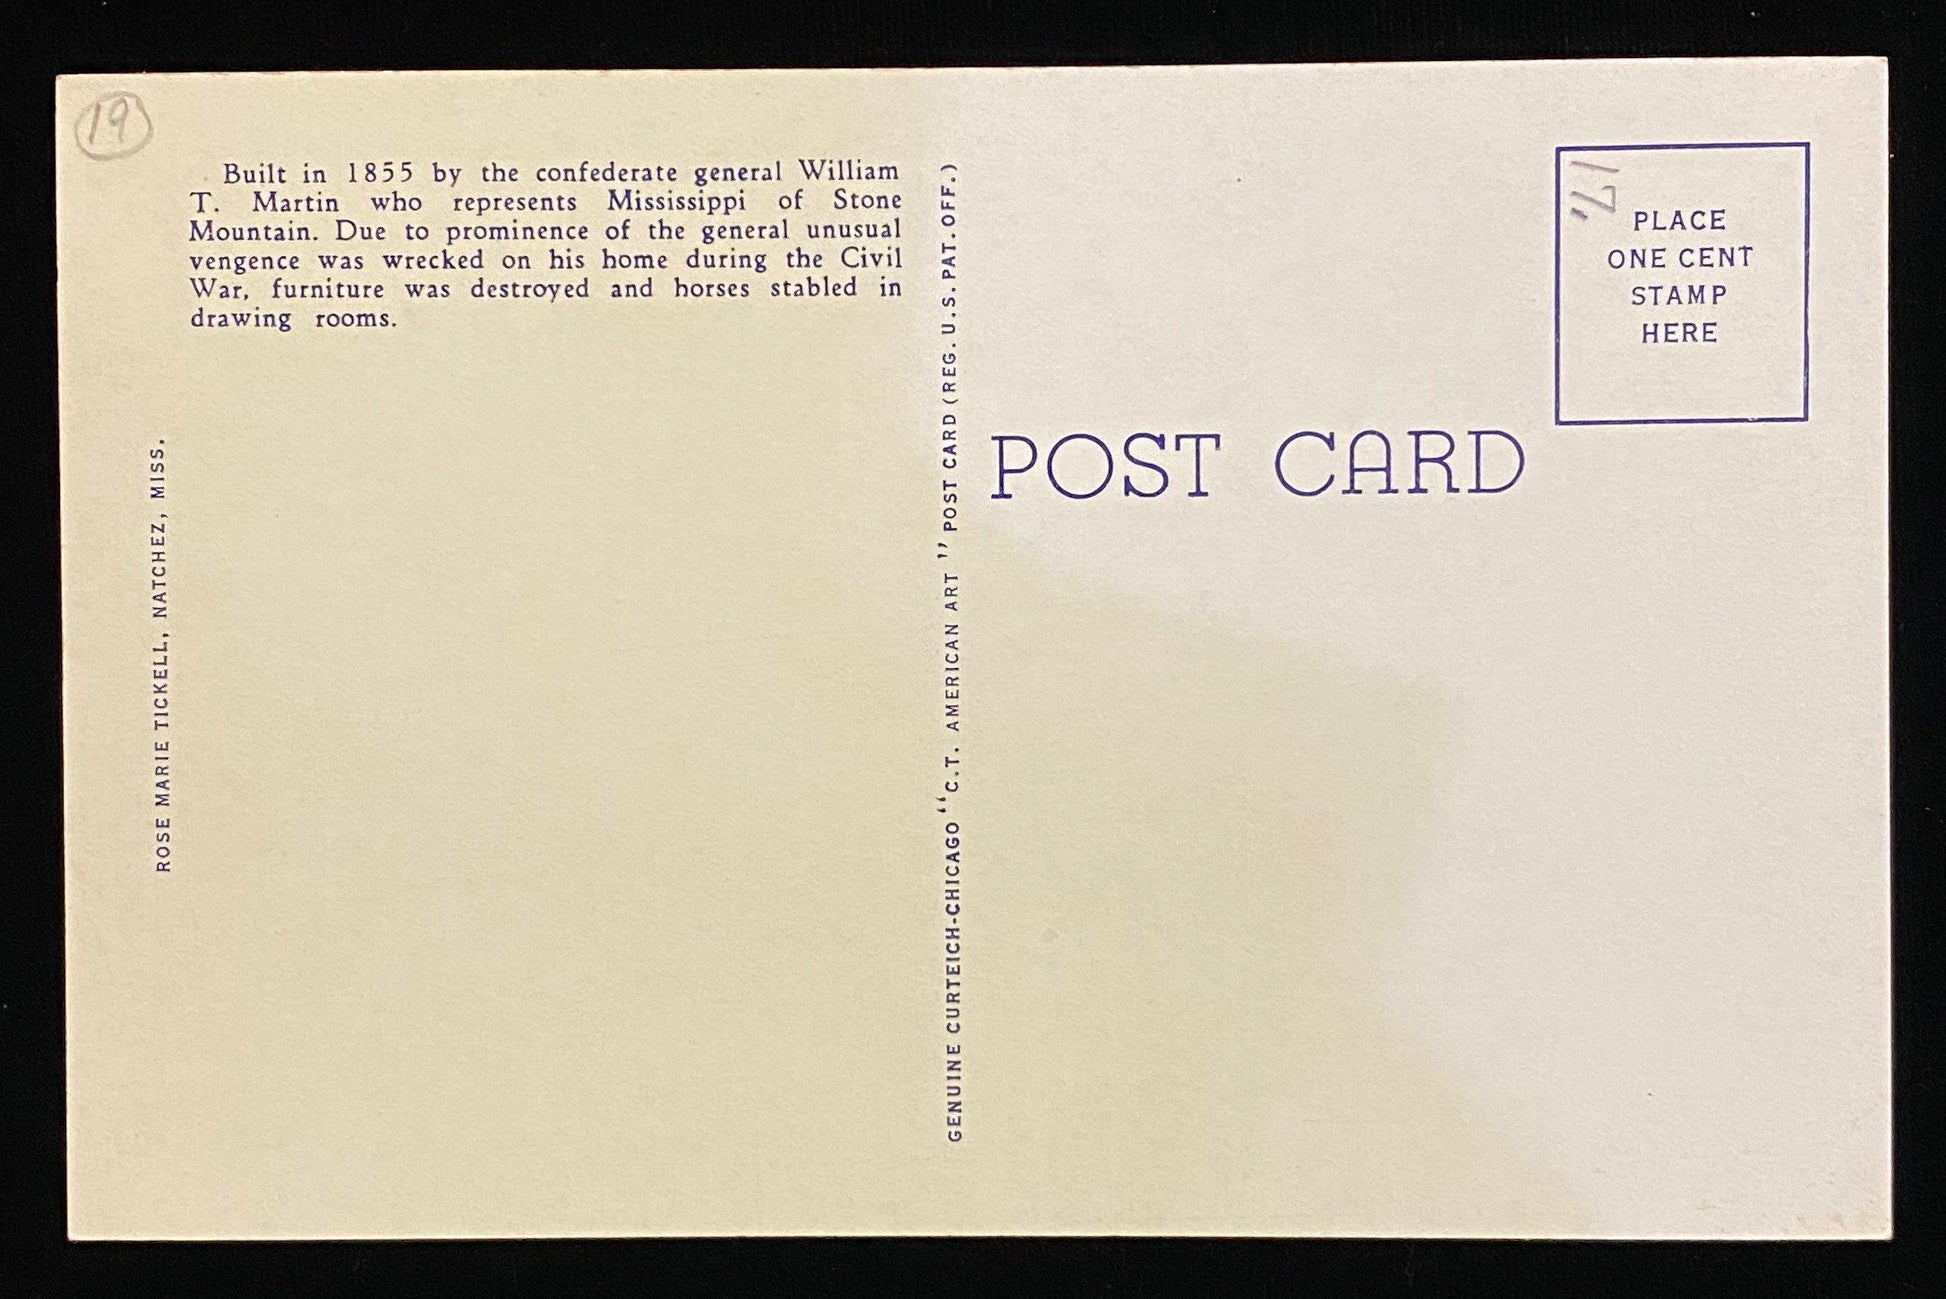 19
Built in 1855 by the confederate general William
T. Martin who represents Mississippi of Stone
Mountain. Due to prominence of the general unusual
vengence was wrecked on his home during the Civil
War, furniture was destroyed and horses stabled in
drawing rooms.
ROSE MARIE TICKELL, NATCHEZ, MISS.
GENUINE CURTEICH-CHICAGO "C.T. AMERICAN ART" POST CARD (REG. U.S. PAT. OFF.)
POST CARD
PLACE
ONE CENT
STAMP
HERE